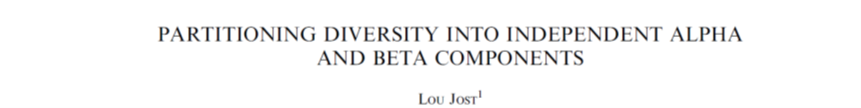 PARTITIONING DIVERSITY INTO INDEPENDENT ALPHA
AND BETA COMPONENTS
LOU JOST¹